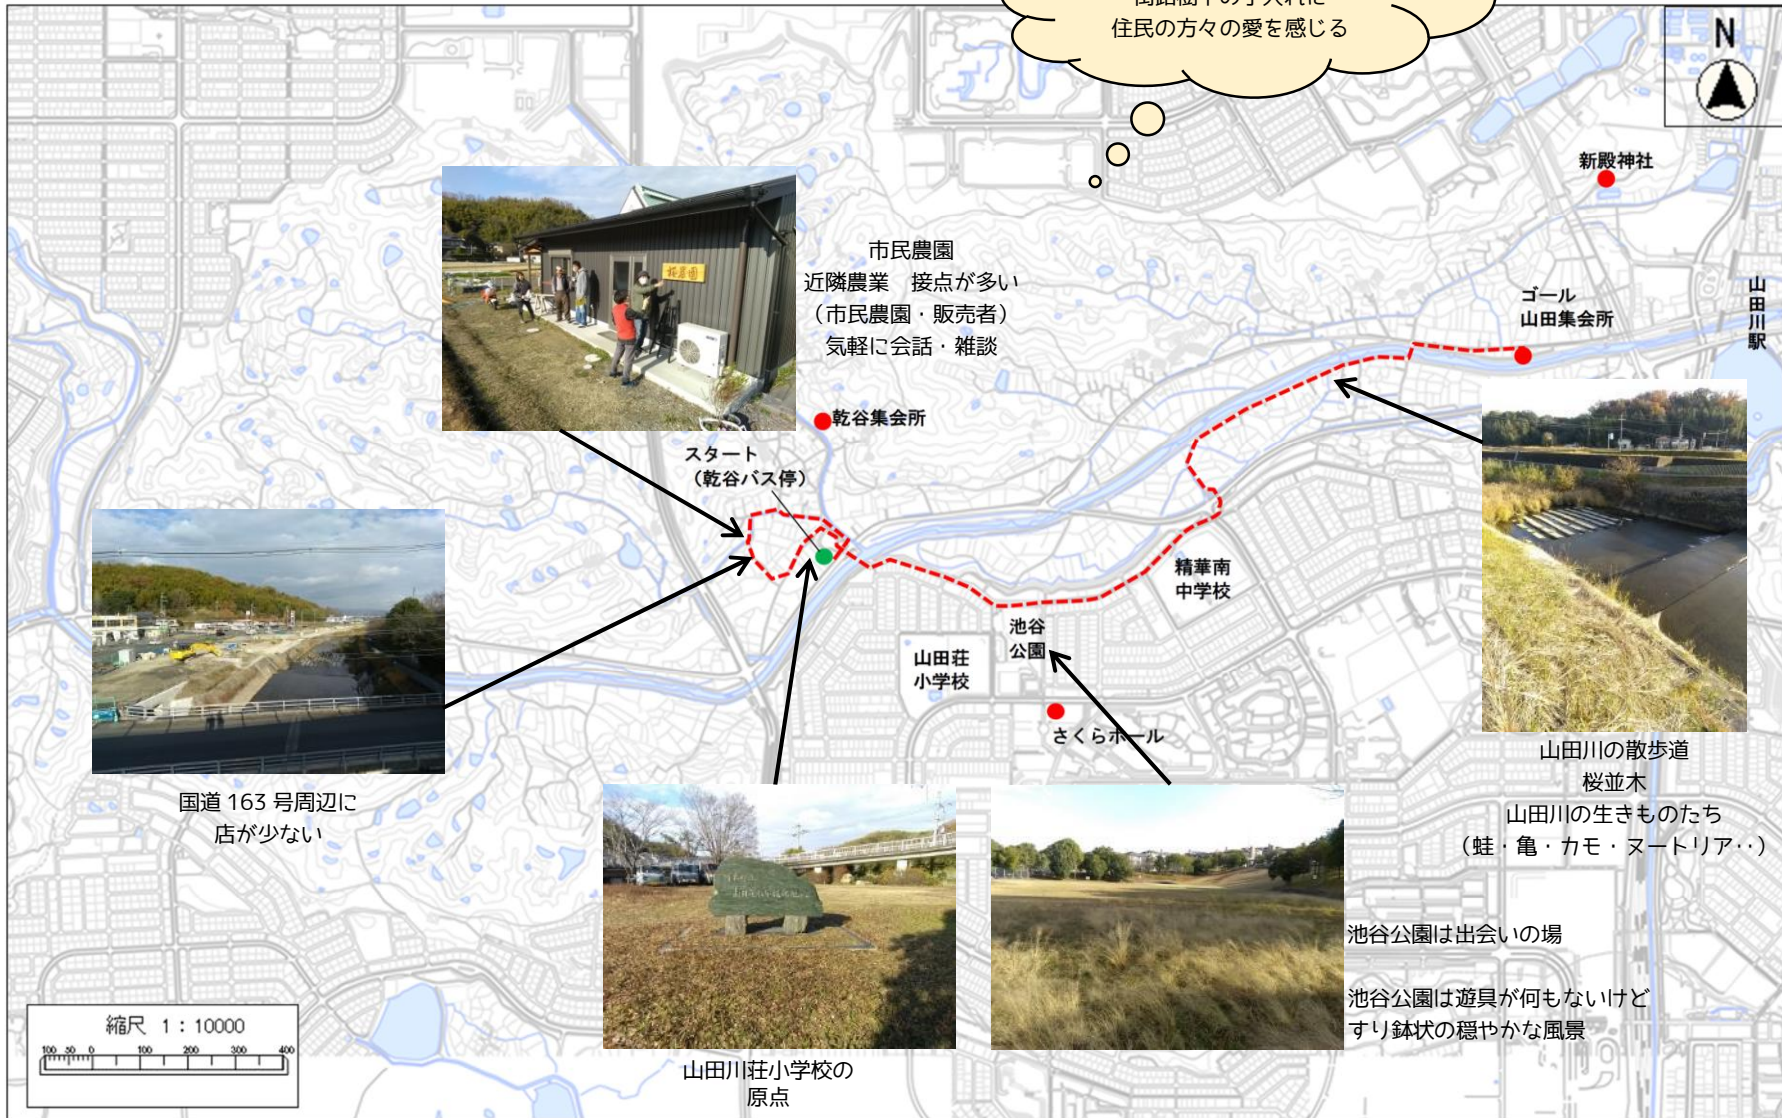 街路樹下の手入れに
住民の方々の愛を感じる
N
新殿神社
山田川駅
市民農園
近隣農業 接点が多い
(市民農園・販売者)
気軽に会話・雑談
ゴール
山田集会所
乾谷集会所
スタート
(乾谷バス停)
精華南
中学校
池谷
公園
山田荘
小学校
さくらホール
国道 163 号周辺に
店が少ない
山田川の散歩道
桜並木
山田川の生きものたち
(蛙・亀・カモ・ヌートリア‥)
池谷公園は出会いの場
池谷公園は遊具が何もないけど
すり鉢状の穏やかな風景
縮尺 1:10000
100 50 0 100 200 300 400
山田川荘小学校の
原点